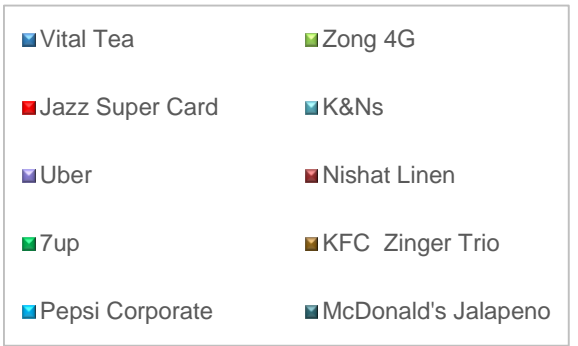 Vital Tea Zong 4G
Jazz Super Card K&Ns
Uber Nishat Linen
7up KFC  Zinger Trio
Pepsi Corporate McDonald's Jalapeno